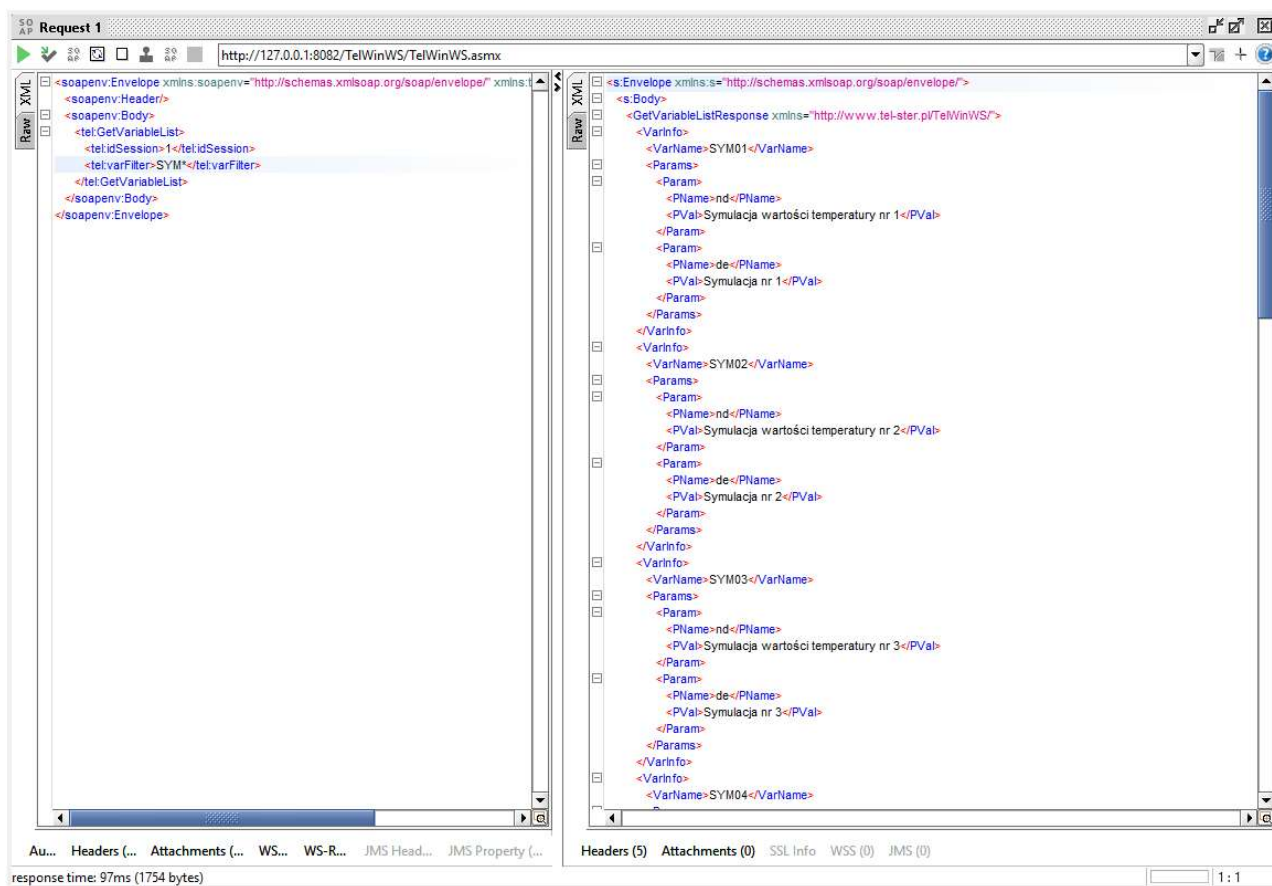 SO AP Request 1
http://127.0.0.1:8082/TelWinWS/TelWinWS.asmx
XML
Raw
<soapenv:Envelope xmlns:soapenv="http://schemas.xmlsoap.org/soap/envelope/" xmlns:t
<soapenv:Header/>
<soapenv:Body>
<tel:GetVariableList>
<tel:idSession>1</tel:idSession>
<tel:varFilter>SYM*</tel:varFilter>
</tel:GetVariableList>
</soapenv:Body>
</soapenv:Envelope>
Au... Headers (... Attachments (... WS... WS-R... JMS Head... JMS Property (...
XML
Raw
<s:Envelope xmlns:s="http://schemas.xmlsoap.org/soap/envelope/">
<s:Body>
<GetVariableListResponse xmlns="http://www.tel-ster.pl/TelWinWS/">
<VarInfo>
<VarName>SYM01</VarName>
<Params>
<Param>
<PName>nd</PName>
<PVal>Symulacja wartości temperatury nr 1</PVal>
</Param>
<Param>
<PName>de</PName>
<PVal>Symulacja nr 1</PVal>
</Param>
</Params>
</VarInfo>
<VarInfo>
<VarName>SYM02</VarName>
<Params>
<Param>
<PName>nd</PName>
<PVal>Symulacja wartości temperatury nr 2</PVal>
</Param>
<Param>
<PName>de</PName>
<PVal>Symulacja nr 2</PVal>
</Param>
</Params>
</VarInfo>
<VarInfo>
<VarName>SYM03</VarName>
<Params>
<Param>
<PName>nd</PName>
<PVal>Symulacja wartości temperatury nr 3</PVal>
</Param>
<Param>
<PName>de</PName>
<PVal>Symulacja nr 3</PVal>
</Param>
</Params>
</VarInfo>
<VarInfo>
<VarName>SYM04</VarName>
Headers (5) Attachments (0) SSL Info WSS (0) JMS (0)
response time: 97ms (1754 bytes)
1 : 1